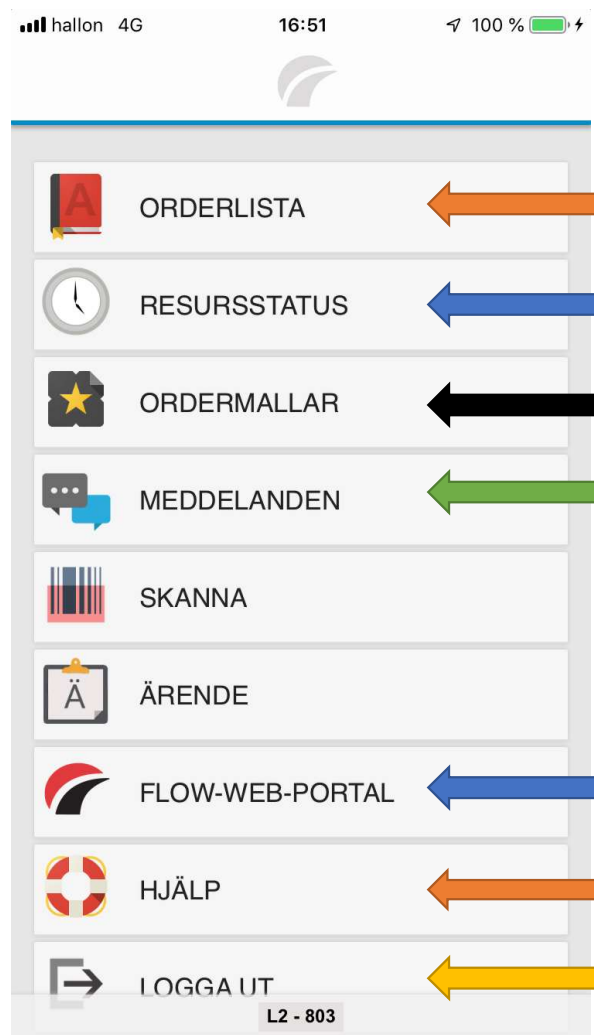 hallon 4G 16:51 100 %
A
ORDERLISTA
RESURSSTATUS
ORDERMALLAR
MEDDELANDEN
SKANNA
Ä
ÄRENDE
FLOW-WEB-PORTAL
HJÄLP
LOGGA UT
L2 - 803